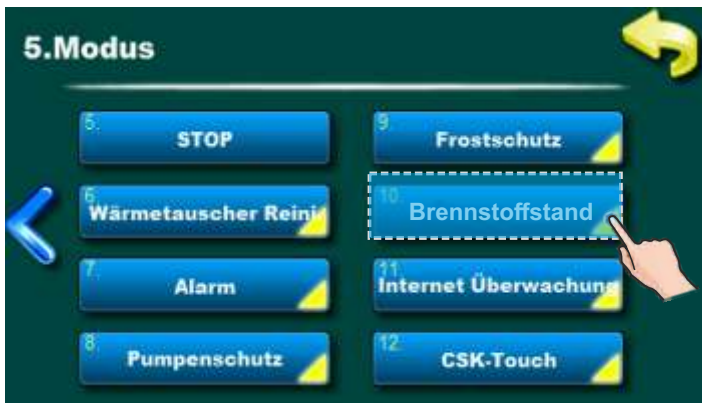 5.Modus
5.
STOP
6.
Wärmetauscher Reini
7.
Alarm
8.
Pumpenschutz
9.
Frostschutz
10.
Brennstoffstand
11.
Internet Überwachung
12.
CSK-Touch